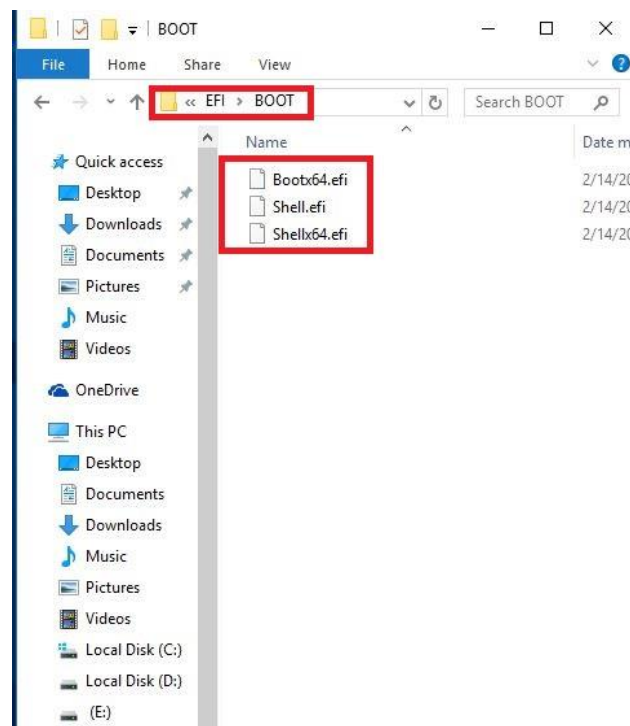 BOOT
File Home Share View
« EFI > BOOT
Search BOOT
Name Date m
Bootx64.efi 2/14/20
Shell.efi 2/14/20
Shellx64.efi 2/14/20
Quick access
Desktop
Downloads
Documents
Pictures
Music
Videos
OneDrive
This PC
Desktop
Documents
Downloads
Music
Pictures
Videos
Local Disk (C:)
Local Disk (D:)
(E:)